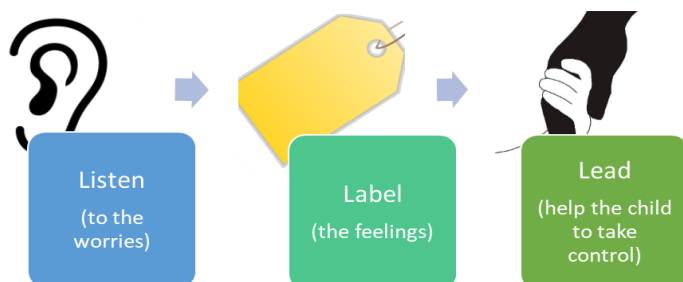 Listen
(to the
worries)
Label
(the feelings)
Lead
(help the child
to take
control)